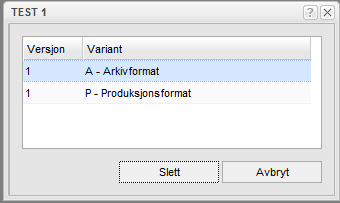 TEST 1
Versjon Variant
1 A - Arkivformat
1 P - Produksjonsformat
Slett Avbryt